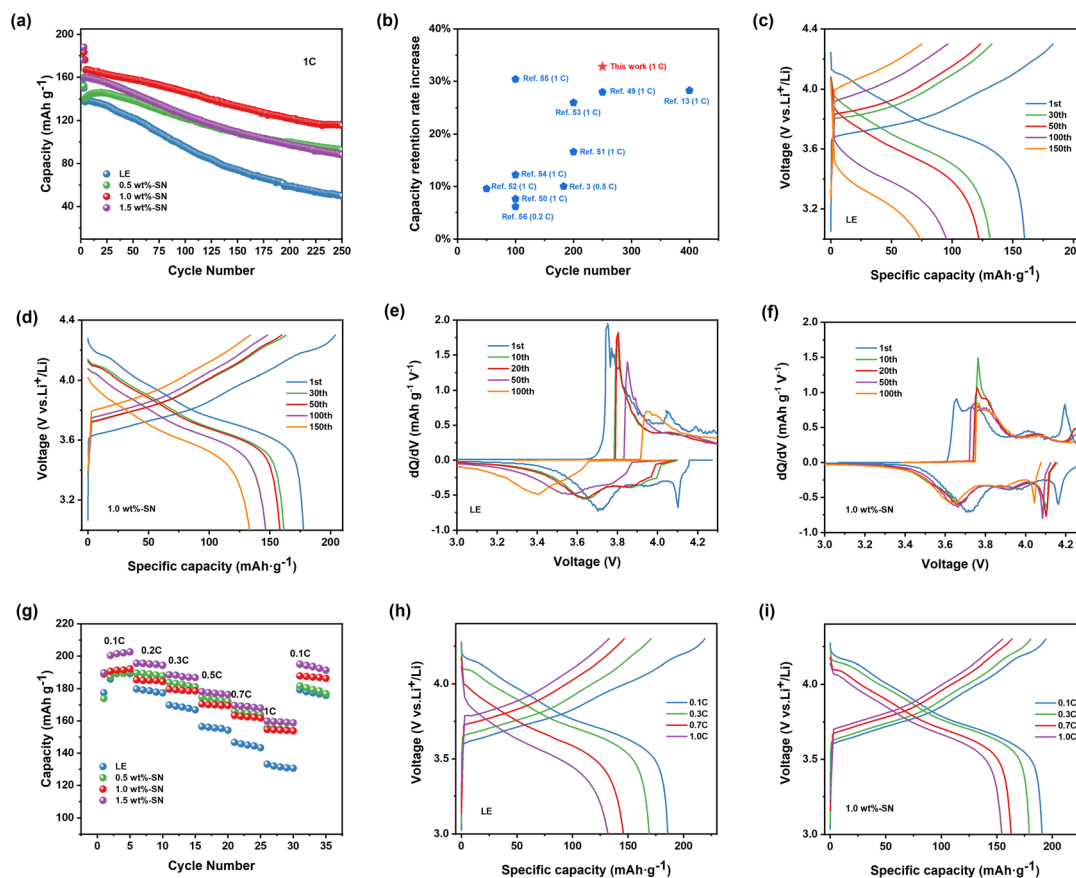 (a)
Capacity (mAh g⁻¹)
200
160
120
80
40
1C
LE
0.5 wt%-SN
1.0 wt%-SN
1.5 wt%-SN
0 25 50 75 100 125 150 175 200 225 250
Cycle Number
(b)
Capacity retention rate increase
40%
30%
20%
10%
0%
This work (1 C)
Ref. 55 (1 C)
Ref. 49 (1 C)
Ref. 13 (1 C)
Ref. 53 (1 C)
Ref. 51 (1 C)
Ref. 54 (1 C)
Ref. 52 (1 C)
Ref. 3 (0.5 C)
Ref. 50 (1 C)
Ref. 56 (0.2 C)
0 100 200 300 400
Cycle number
(c)
Voltage (V vs.Li⁺/Li)
4.4
4.0
3.6
3.2
1st
30th
50th
100th
150th
LE
0 50 100 150 200
Specific capacity (mAh·g⁻¹)
(d)
Voltage (V vs.Li⁺/Li)
4.4
4.0
3.6
3.2
1st
30th
50th
100th
150th
1.0 wt%-SN
0 50 100 150 200
Specific capacity (mAh·g⁻¹)
(e)
dQ/dV (mAh g⁻¹ V⁻¹)
2.0
1.5
1.0
0.5
0.0
-0.5
-1.0
1st
10th
20th
50th
100th
LE
3.0 3.2 3.4 3.6 3.8 4.0 4.2
Voltage (V)
(f)
dQ/dV (mAh g⁻¹ V⁻¹)
2.0
1.5
1.0
0.5
0.0
-0.5
-1.0
1st
10th
20th
50th
100th
1.0 wt%-SN
3.0 3.2 3.4 3.6 3.8 4.0 4.2
Voltage (V)
(g)
Capacity (mAh g⁻¹)
220
200
180
160
140
120
100
0.1C
0.2C
0.3C
0.5C
0.7C
1C
0.1C
LE
0.5 wt%-SN
1.0 wt%-SN
1.5 wt%-SN
0 5 10 15 20 25 30 35
Cycle Number
(h)
Voltage (V vs.Li⁺/Li)
4.0
3.5
3.0
0.1C
0.3C
0.7C
1.0C
LE
0 50 100 150 200
Specific capacity (mAh·g⁻¹)
(i)
Voltage (V vs.Li⁺/Li)
4.0
3.5
3.0
0.1C
0.3C
0.7C
1.0C
1.0 wt%-SN
0 50 100 150 200
Specific capacity (mAh·g⁻¹)